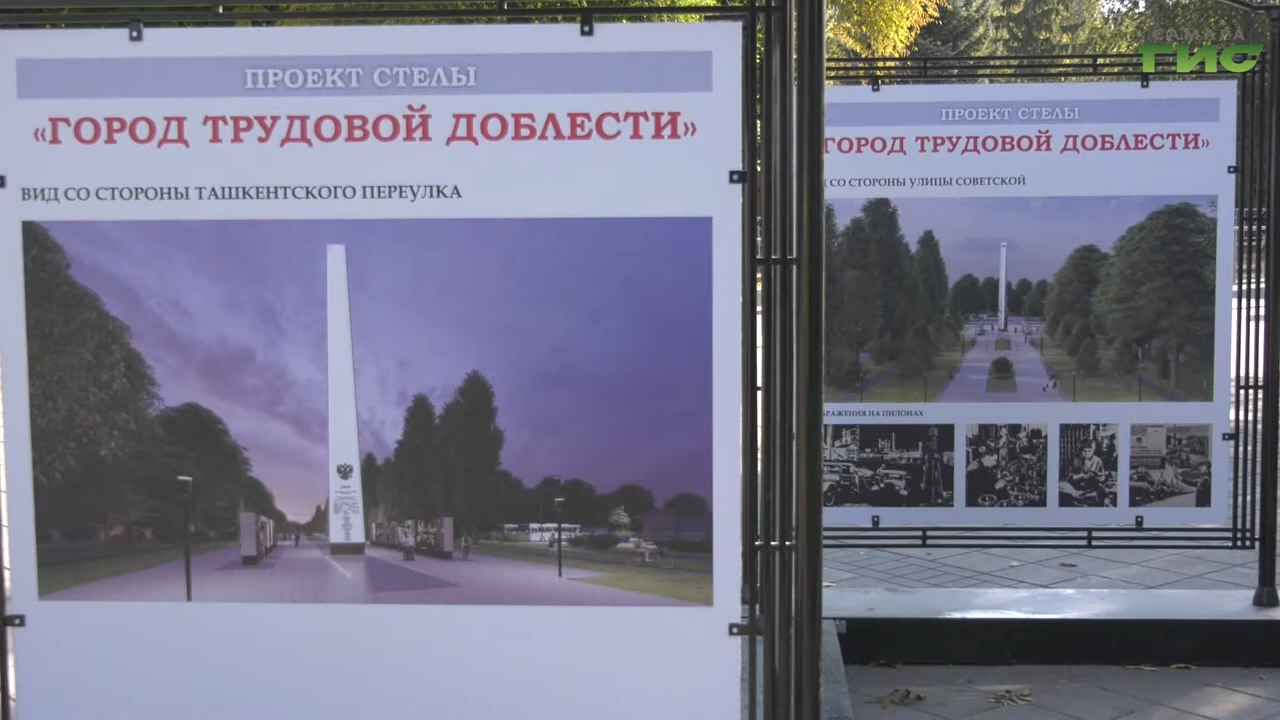 ПРОЕКТ СТЕЛЫ
«ГОРОД ТРУДОВОЙ ДОБЛЕСТИ»
ВИД СО СТОРОНЫ ТАШКЕНТСКОГО ПЕРЕУЛКА
САМАРА
ГИС
ПРОЕКТ СТЕЛЫ
ГОРОД ТРУДОВОЙ ДОБЛЕСТИ»
СО СТОРОНЫ УЛИЦЫ СОВЕТСКОЙ
НА ПИЛОНАХ